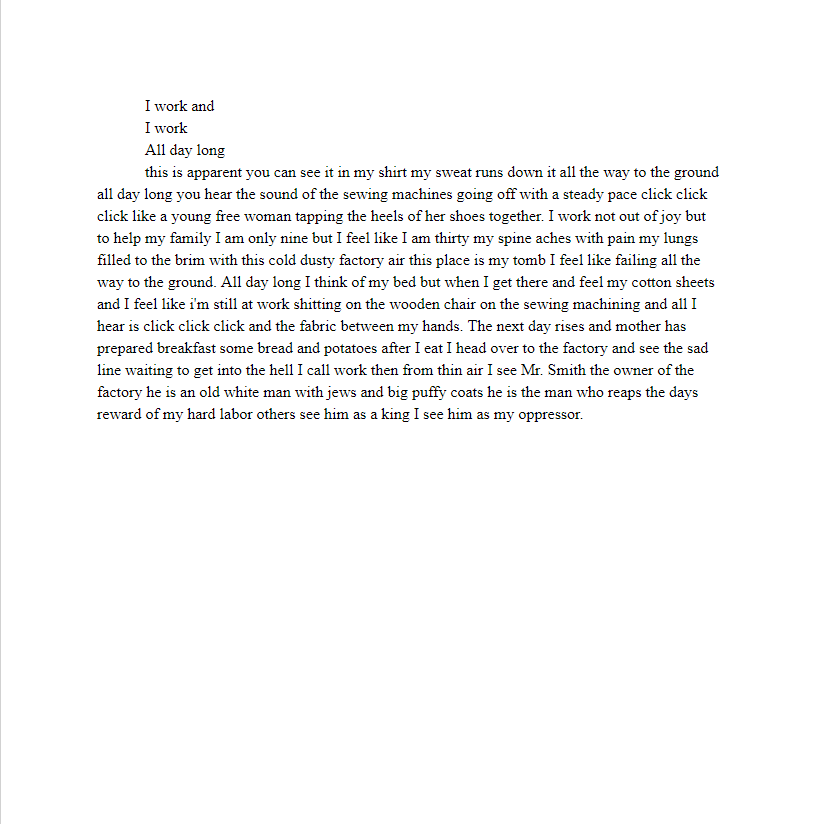 I work and
I work
All day long
this is apparent you can see it in my shirt my sweat runs down it all the way to the ground
all day long you hear the sound of the sewing machines going off with a steady pace click click
click like a young free woman tapping the heels of her shoes together. I work not out of joy but
to help my family I am only nine but I feel like I am thirty my spine aches with pain my lungs
filled to the brim with this cold dusty factory air this place is my tomb I feel like failing all the
way to the ground. All day long I think of my bed but when I get there and feel my cotton sheets
and I feel like i'm still at work shitting on the wooden chair on the sewing machining and all I
hear is click click click and the fabric between my hands. The next day rises and mother has
prepared breakfast some bread and potatoes after I eat I head over to the factory and see the sad
line waiting to get into the hell I call work then from thin air I see Mr. Smith the owner of the
factory he is an old white man with jews and big puffy coats he is the man who reaps the days
reward of my hard labor others see him as a king I see him as my oppressor.